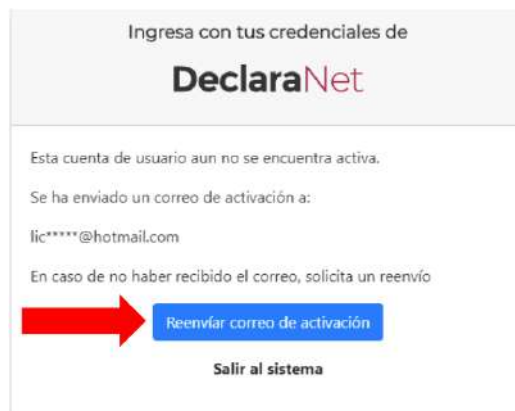 Ingresa con tus credenciales de
DeclaraNet
Esta cuenta de usuario aun no se encuentra activa.
Se ha enviado un correo de activación a:
lic*****@hotmail.com
En caso de no haber recibido el correo, solicita un reenvío
Reenvíar correo de activación
Salir al sistema